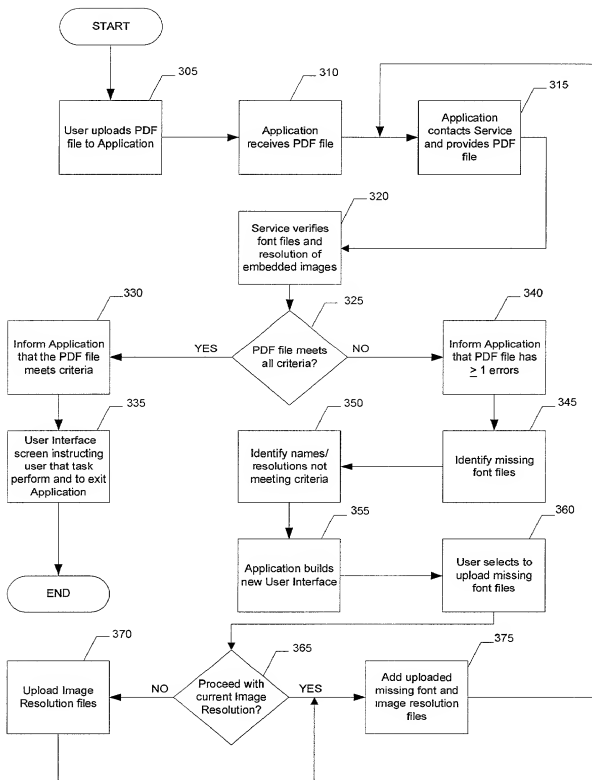 START
305
310
315
User uploads PDF
file to Application
Application
receives PDF file
Application
contacts Service
and provides PDF
file
320
Service verifies
font files and
resolution of
embedded images
325
330
340
PDF file meets
all criteria?
YES
NO
Inform Application
that the PDF file
meets criteria
Inform Application
that PDF file has
≥ 1 errors
335
350
345
User Interface
screen instructing
user that task
perform and to exit
Application
Identify names/
resolutions not
meeting criteria
Identify missing
font files
355
360
Application builds
new User Interface
User selects to
upload missing
font files
END
370
365
375
Upload Image
Resolution files
NO
Proceed with
current Image
Resolution?
YES
Add uploaded
missing font and
image resolution
files